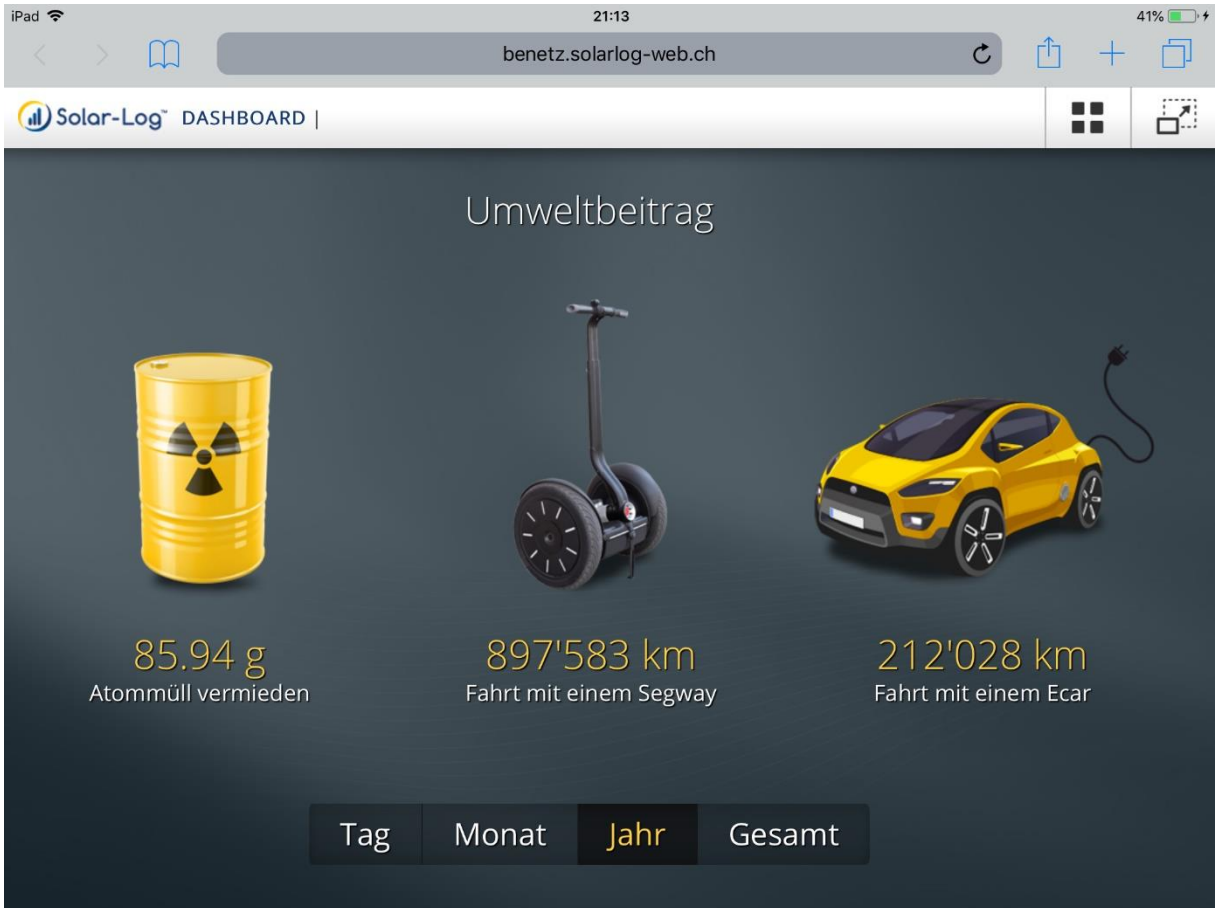 iPad 21:13 41%
benetz.solarlog-web.ch
Solar-Log™ DASHBOARD |
Umweltbeitrag
85.94 g 897'583 km 212'028 km
Atommüll vermieden Fahrt mit einem Segway Fahrt mit einem Ecar
Tag Monat Jahr Gesamt